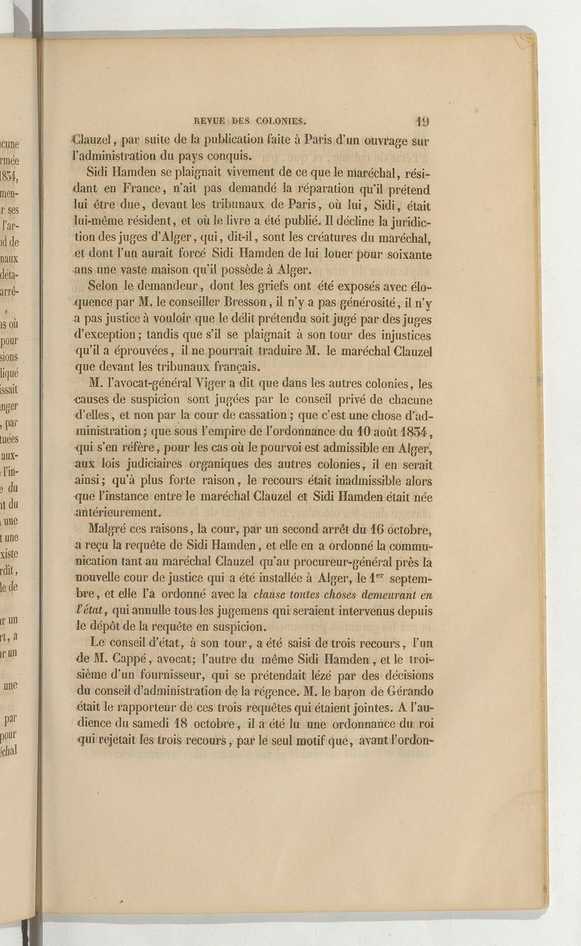 REVUE DES COLONIES. 19
Clauzel, par suite de la publication faite à Paris d'un ouvrage sur
l'administration du pays conquis.
Sidi Hamden se plaignait vivement de ce que le maréchal, rési-
dant en France, n'ait pas demandé la réparation qu'il prétend
lui être due, devant les tribunaux de Paris, où lui, Sidi, était
lui-même résident, et où le livre a été publié. Il décline la juridic-
tion des juges d'Alger, qui, dit-il, sont les créatures du maréchal,
et dont l'un aurait forcé Sidi Hamden de lui louer pour soixante
ans une vaste maison qu'il possède à Alger.
Selon le demandeur, dont les griefs ont été exposés avec élo-
quence par M. le conseiller Bresson, il n'y a pas générosité, il n'y
a pas justice à vouloir que le délit prétendu soit jugé par des juges
d'exception; tandis que s'il se plaignait à son tour des injustices
qu'il a éprouvées, il ne pourrait traduire M. le maréchal Clauzel
que devant les tribunaux français.
M. l'avocat-général Viger a dit que dans les autres colonies, les
causes de suspicion sont jugées par le conseil privé de chacune
d'elles, et non par la cour de cassation; que c'est une chose d'ad-
ministration; que sous l'empire de l'ordonnance du 10 août 1834,
qui s'en réfère, pour les cas où le pourvoi est admissible en Alger,
aux lois judiciaires organiques des autres colonies, il en serait
ainsi; qu'à plus forte raison, le recours était inadmissible alors
que l'instance entre le maréchal Clauzel et Sidi Hamden était née
antérieurement.
Malgré ces raisons, la cour, par un second arrêt du 16 octobre,
a reçu la requête de Sidi Hamden, et elle en a ordonné la commu-
nication tant au maréchal Clauzel qu'au procureur-général près la
nouvelle cour de justice qui a été installée à Alger, le 1er septem-
bre, et elle l'a ordonné avec la clause toutes choses demeurant en
l'état, qui annulle tous les jugemens qui seraient intervenus depuis
le dépôt de la requête en suspicion.
Le conseil d'état, à son tour, a été saisi de trois recours, l'un
de M. Cappé, avocat; l'autre du même Sidi Hamden, et le troi-
sième d'un fournisseur, qui se prétendait lézé par des décisions
du conseil d'administration de la régence. M. le baron de Gérando
était le rapporteur de ces trois requêtes qui étaient jointes. A l'au-
dience du samedi 18 octobre, il a été lu une ordonnance du roi
qui rejetait les trois recours, par le seul motif que, avant l'ordon-